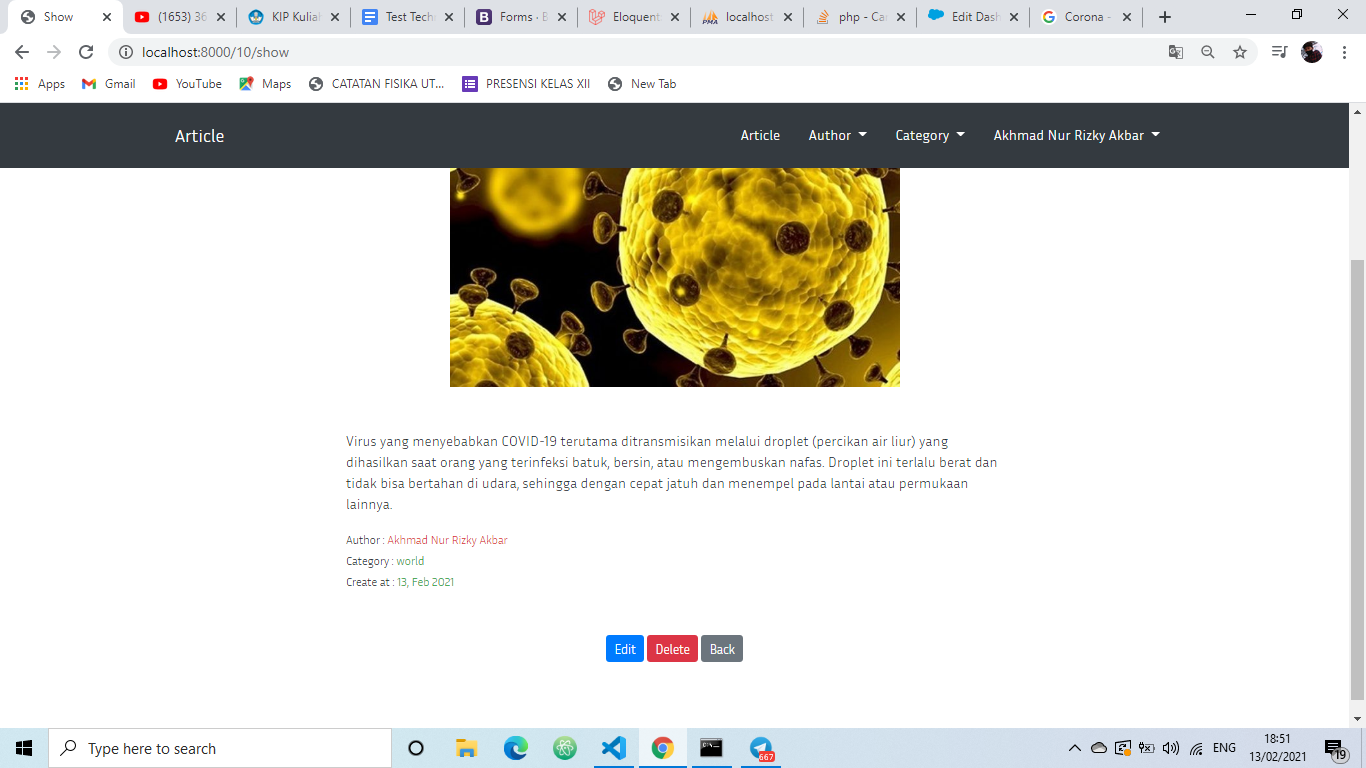 Show
(1653) 36
KIP Kuliah
Test Techn
Forms · B
Eloquent:
localhost
php - Ca
Edit Dash
Corona -
localhost:8000/10/show
Apps
Gmail
YouTube
Maps
CATATAN FISIKA UT...
PRESENSI KELAS XII
New Tab
Article
Article
Author
Category
Akhmad Nur Rizky Akbar
Virus yang menyebabkan COVID-19 terutama ditransmisikan melalui droplet (percikan air liur) yang
dihasilkan saat orang yang terinfeksi batuk, bersin, atau mengembuskan nafas. Droplet ini terlalu berat dan
tidak bisa bertahan di udara, sehingga dengan cepat jatuh dan menempel pada lantai atau permukaan
lainnya.
Author : Akhmad Nur Rizky Akbar
Category : world
Create at : 13, Feb 2021
Edit
Delete
Back
Type here to search
667
ENG
18:51
13/02/2021
19